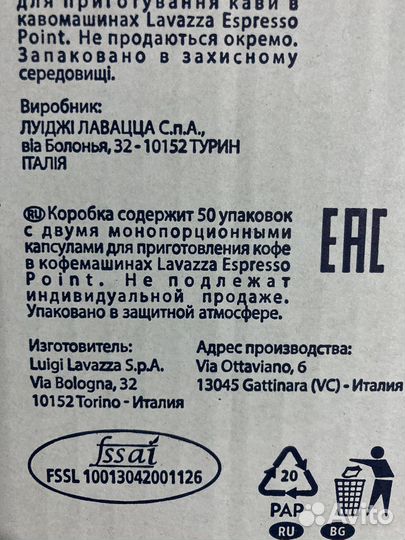 для приготування кави в
кавомашинах Lavazza Espresso
Point. Не продаються окремо.
Запаковано в захисному
середовищі.
Виробник:
ЛУІДЖІ ЛАВАЦЦА С.п.А.,
віа Болонья, 32 - 10152 ТУРИН
ІТАЛІЯ
RU Коробка содержит 50 упаковок
с двумя монопорционными
капсулами для приготовления кофе
в кофемашинах Lavazza Espresso
Point. Не подлежат
индивидуальной продаже.
Упаковано в защитной атмосфере.
EAC
Изготовитель:
Luigi Lavazza S.p.A.
Via Bologna, 32
10152 Torino - Италия
Адрес производства:
Via Ottaviano, 6
13045 Gattinara (VC) - Италия
fssai
FSSL 10013042001126
20
PAP
RU
BG
Avito